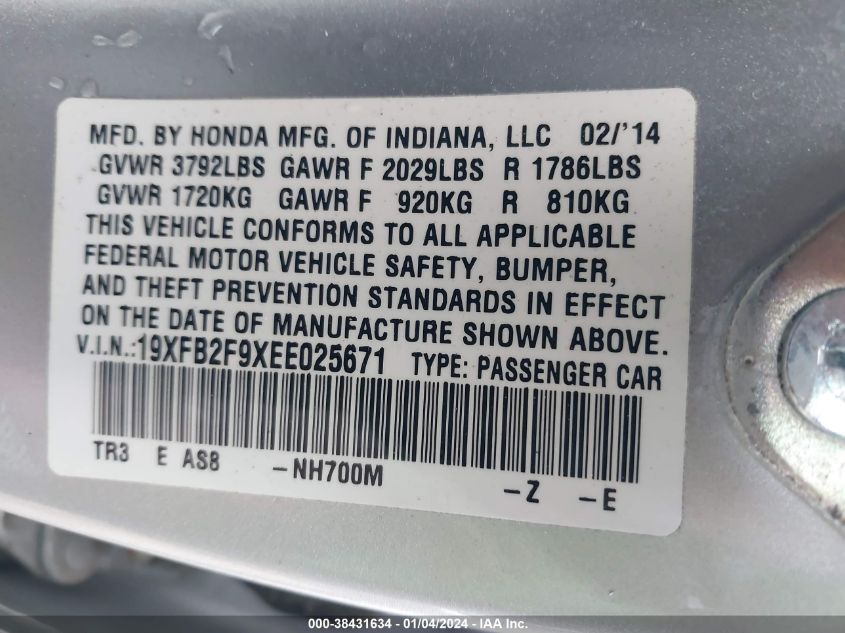 MFD. BY HONDA MFG. OF INDIANA, LLC 02/'14
GVWR 3792LBS GAWR F 2029LBS R 1786LBS
GVWR 1720KG GAWR F 920KG R 810KG
THIS VEHICLE CONFORMS TO ALL APPLICABLE
FEDERAL MOTOR VEHICLE SAFETY, BUMPER,
AND THEFT PREVENTION STANDARDS IN EFFECT
ON THE DATE OF MANUFACTURE SHOWN ABOVE.
V.I.N.:19XFB2F9XEE025671 TYPE: PASSENGER CAR
TR3 E AS8 -NH700M -Z -E
000-38431634 - 01/04/2024 - IAA Inc.